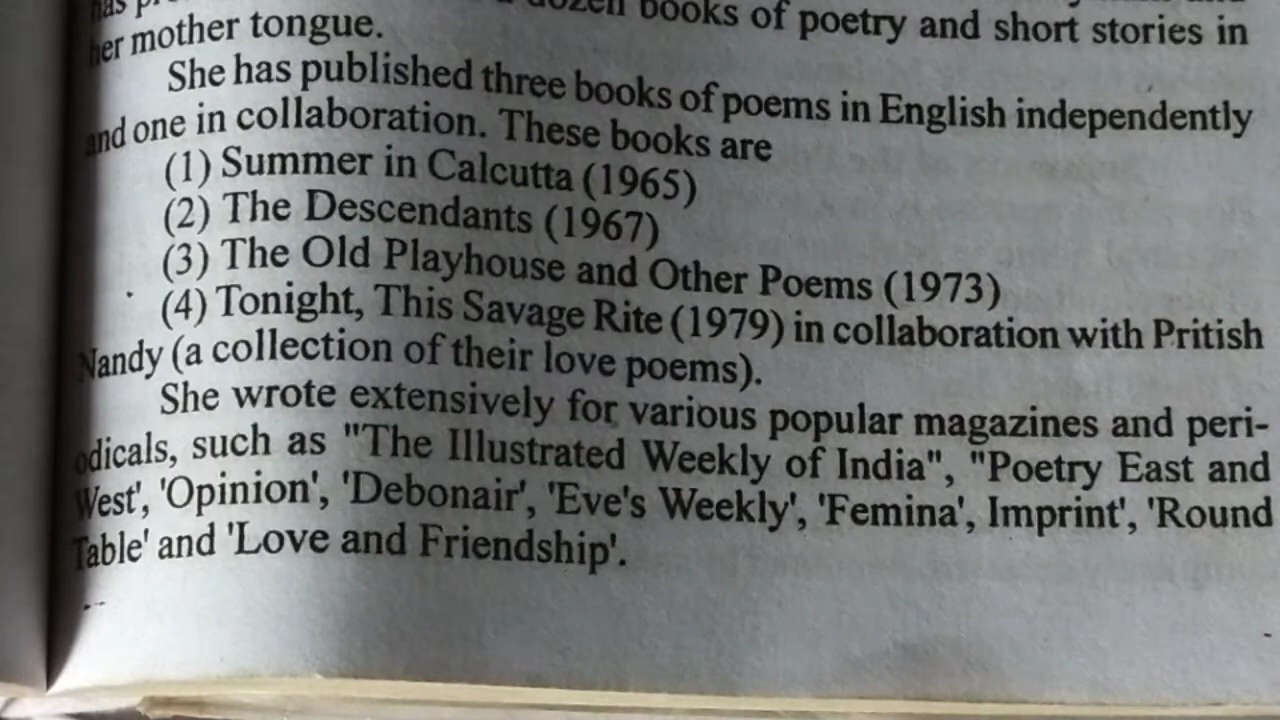 has
dozen books of poetry and short stories in
her mother tongue.
She has published three books of poems in English independently
and one in collaboration. These books are
(1) Summer in Calcutta (1965)
(2) The Descendants (1967)
(3) The Old Playhouse and Other Poems (1973)
(4) Tonight, This Savage Rite (1979) in collaboration with Pritish
Nandy (a collection of their love poems).
She wrote extensively for various popular magazines and peri-
odicals, such as "The Illustrated Weekly of India", "Poetry East and
West', 'Opinion', 'Debonair', 'Eve's Weekly', 'Femina', Imprint', 'Round
Table' and 'Love and Friendship'.